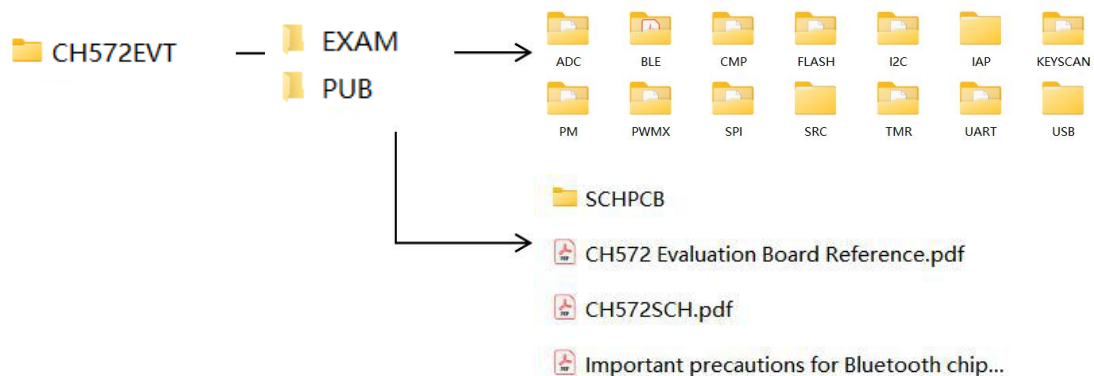 CH572EVT
EXAM
PUB
ADC BLE CMP FLASH I2C IAP KEYSCAN
PM PWMX SPI SRC TMR UART USB
SCHPCB
CH572 Evaluation Board Reference.pdf
CH572SCH.pdf
Important precautions for Bluetooth chip...